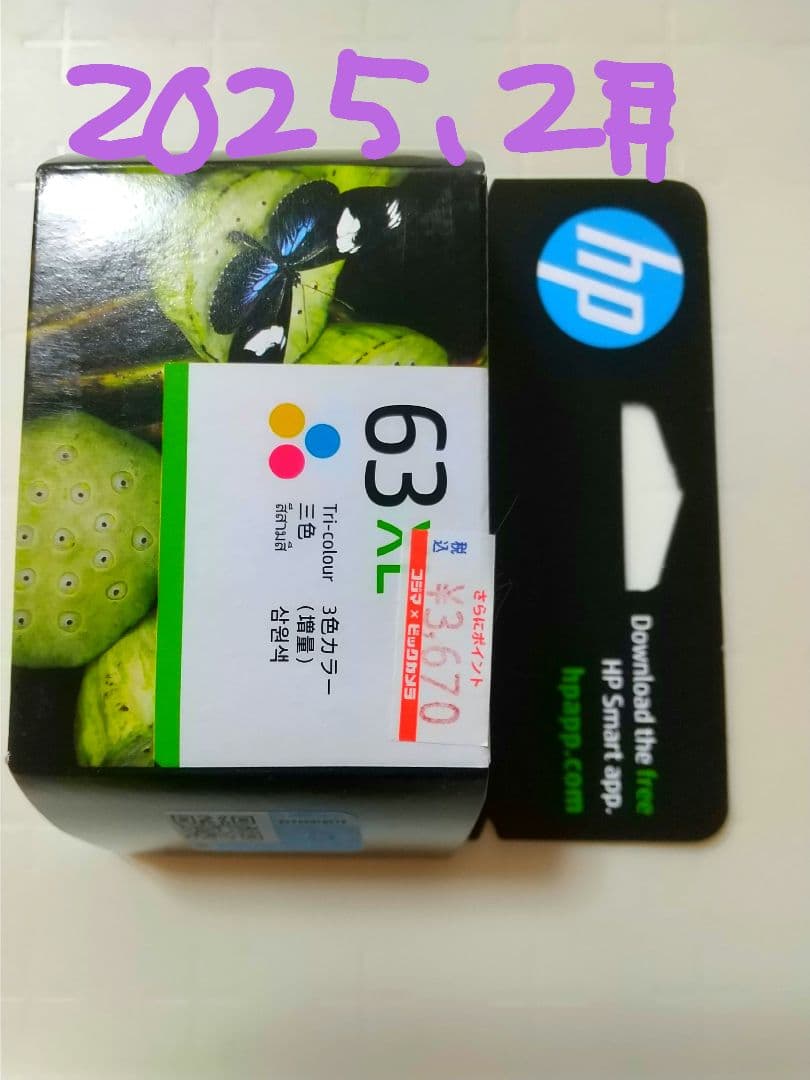 2025、2月
hp
63XL
Tri-colour
三色
สีสามสี
3色カラー
(増量)
삼원색
税込
さらにポイント
¥3,670
コジマ×ビックカメラ
Download the free
HP Smart app.
hpapp.com